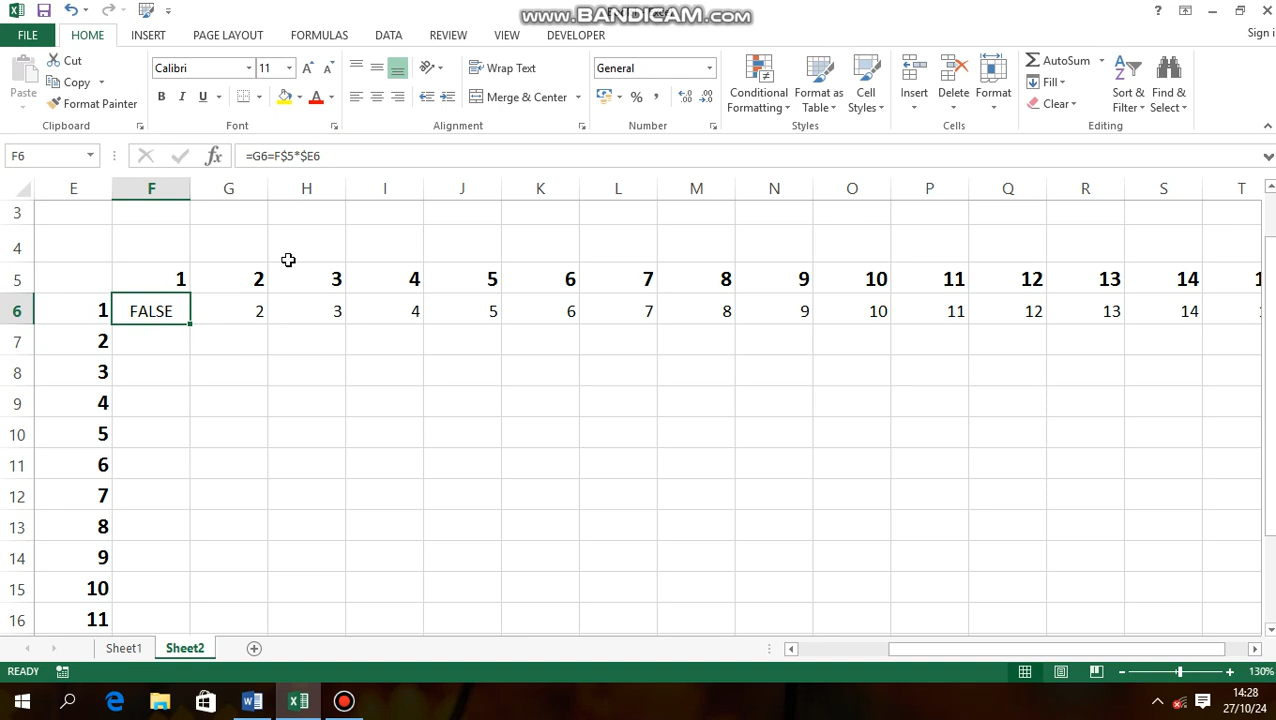 www.BANDICAM.com
Sign i
FILE HOME INSERT PAGE LAYOUT FORMULAS DATA REVIEW VIEW DEVELOPER
Paste Cut Copy Format Painter Clipboard
Calibri 11 B I U Font
Wrap Text Merge & Center Alignment
General % , Number
Conditional Formatting Format as Table Cell Styles Styles
Insert Delete Format Cells
AutoSum Fill Clear Sort & Filter Find & Select Editing
F6 fx =G6=F$5*$E6
E F G H I J K L M N O P Q R S T
3
4
5 1 2 3 4 5 6 7 8 9 10 11 12 13 14 1
6 1 FALSE 2 3 4 5 6 7 8 9 10 11 12 13 14
7 2
8 3
9 4
10 5
11 6
12 7
13 8
14 9
15 10
16 11
Sheet1 Sheet2
READY 130%
14:28
27/10/24